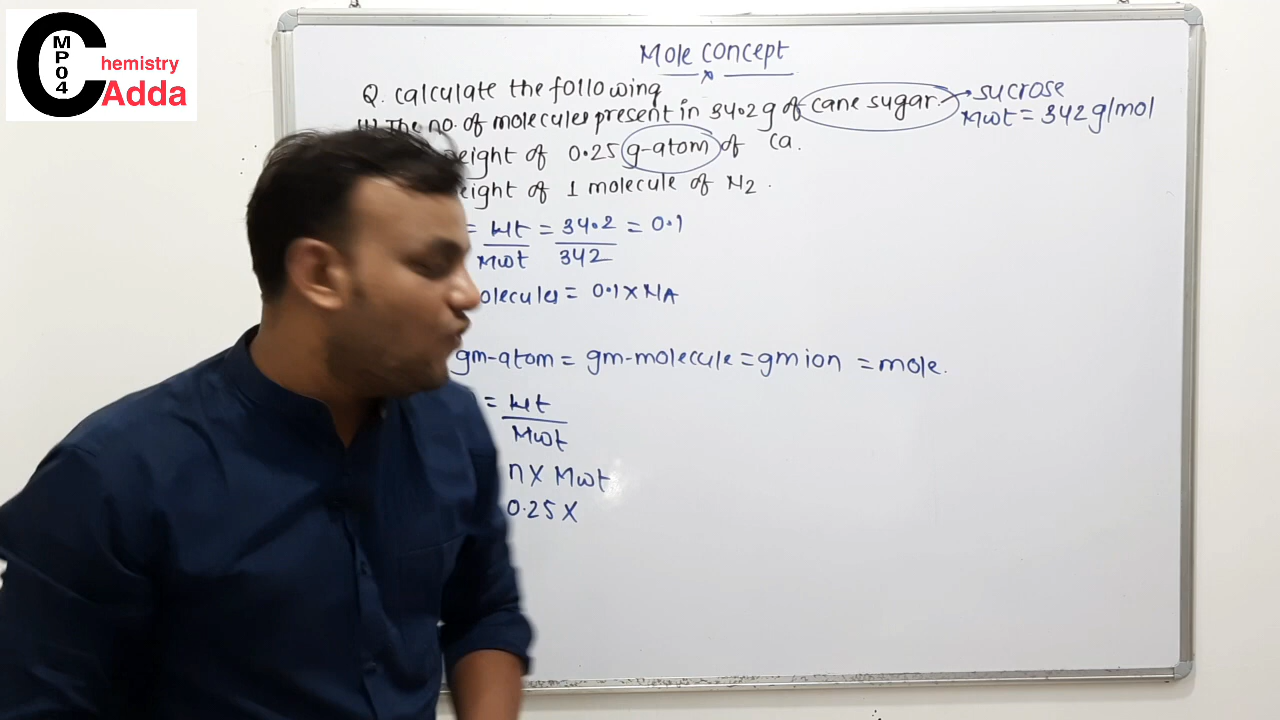 MP04
Chemistry
Adda
Mole concept
Q. calculate the following
The no. of molecules present in 34.2g of cane sugar. → sucrose
Mwt = 342 g/mol
eight of 0.25 g-atom of Ca.
eight of 1 molecule of N2.
= wt/Mwt = 34.2/342 = 0.1
olecules = 0.1 x NA
gm-atom = gm-molecule = gm ion = mole.
= wt/Mwt
n x Mwt
0.25 x